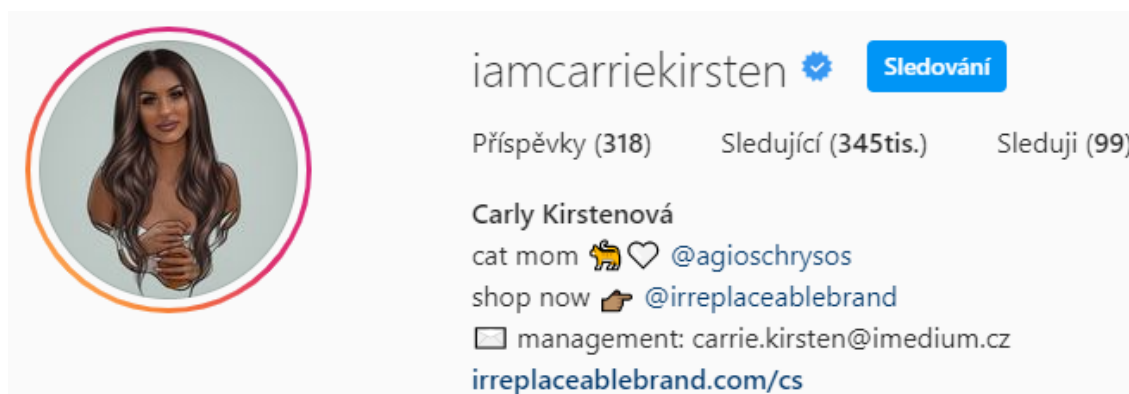 iamcarriekirsten Sledování
Příspěvky (318) Sledující (345tis.) Sleduji (99)
Carly Kirstenová
cat mom 🐈♡ @agioschrysos
shop now 👉🏾 @irreplaceablebrand
✉ management: carrie.kirsten@imedium.cz
irreplaceablebrand.com/cs